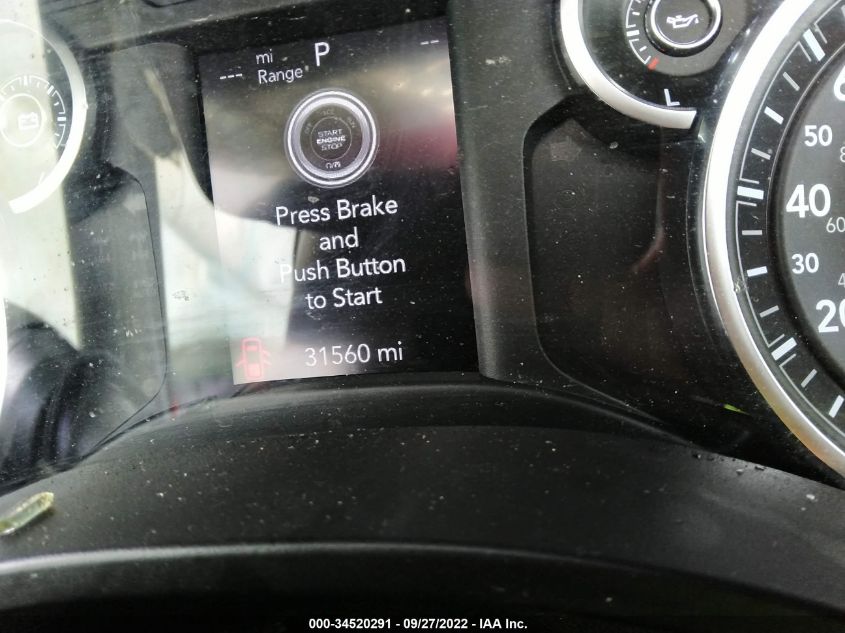 mi P --
--- Range
START
ENGINE
STOP
Press Brake
and
Push Button
to Start
31560 mi
L
50
40
60
30
20
000-34520291 - 09/27/2022 - IAA Inc.